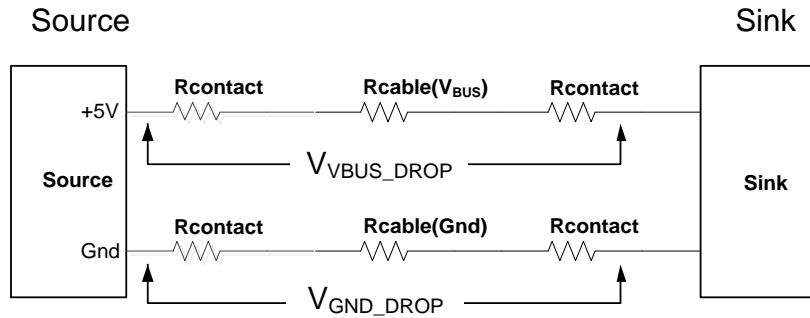 Source Sink
Rcontact Rcable(VBUS) Rcontact
+5V
VVBUS_DROP
Source Sink
Rcontact Rcable(Gnd) Rcontact
Gnd
VGND_DROP